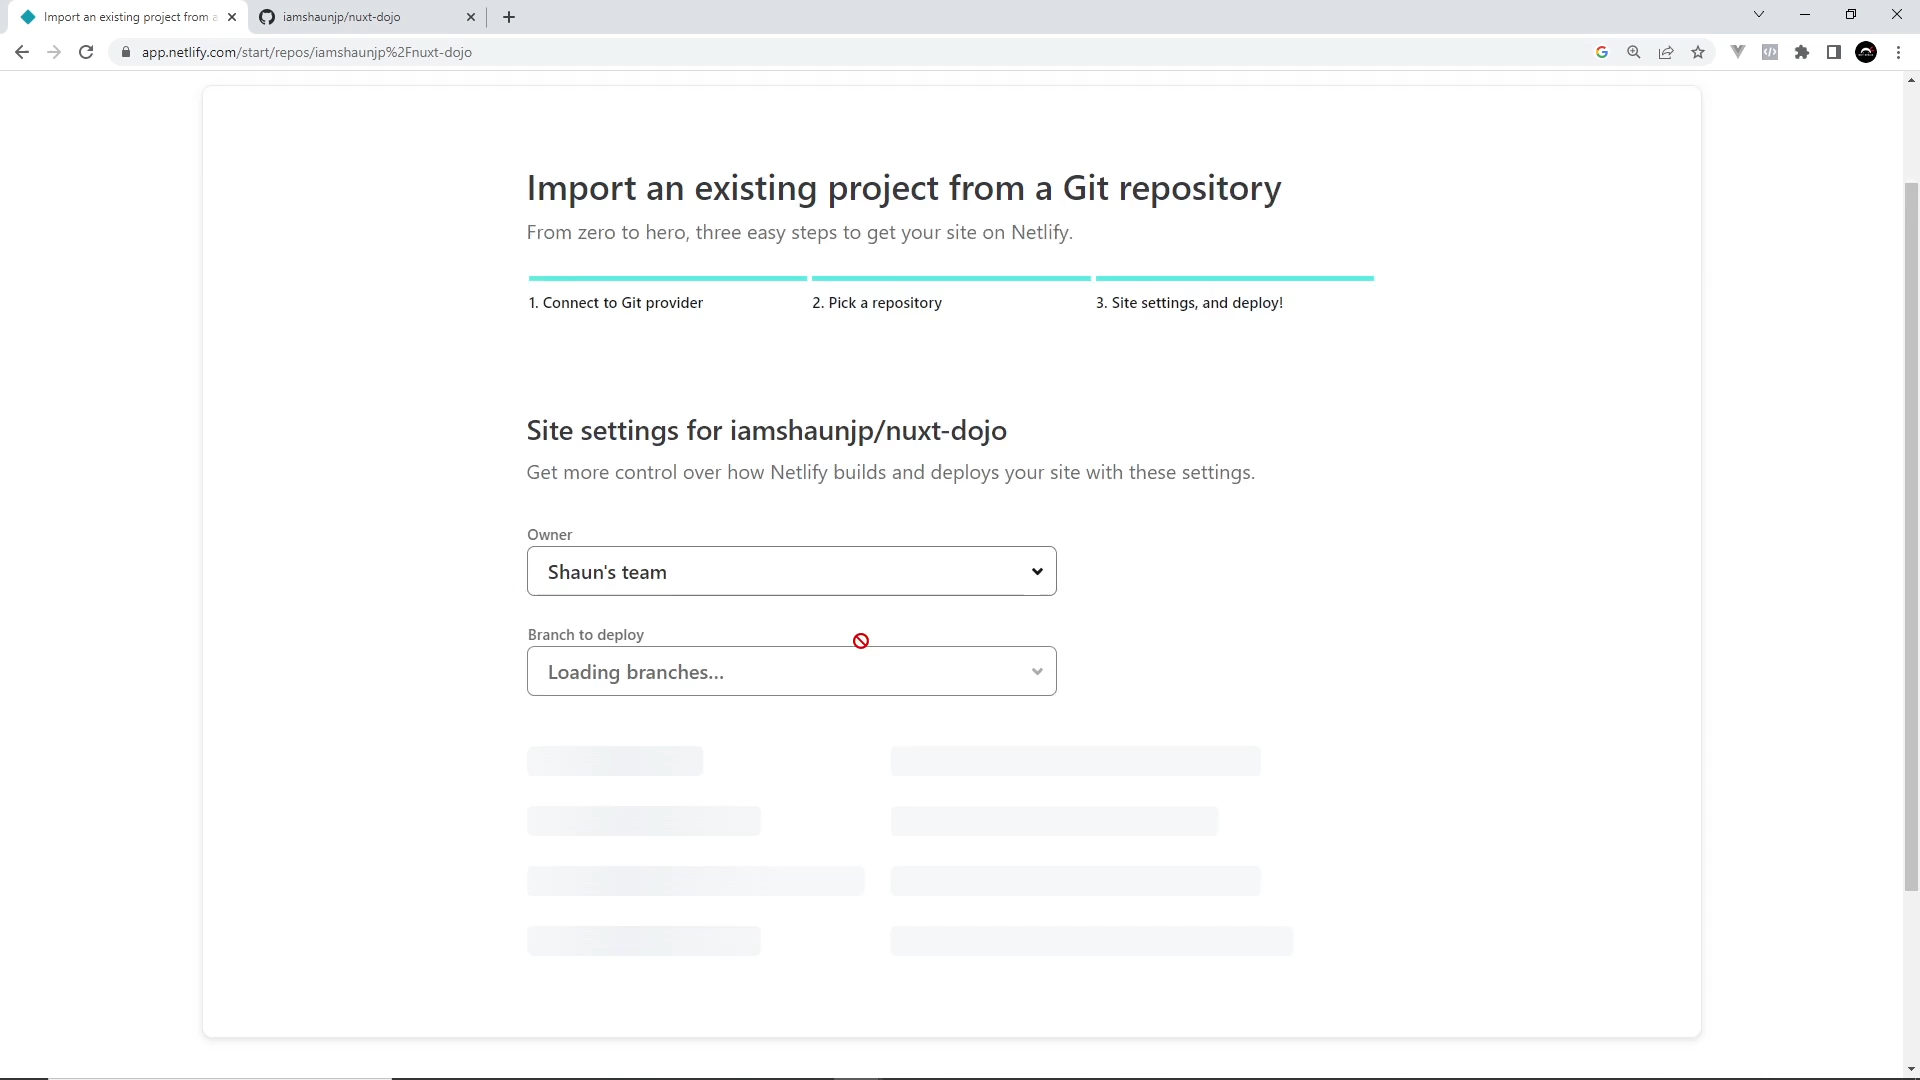 Import an existing project from a
iamshaunjp/nuxt-dojo
app.netlify.com/start/repos/iamshaunjp%2Fnuxt-dojo
Import an existing project from a Git repository
From zero to hero, three easy steps to get your site on Netlify.
1. Connect to Git provider
2. Pick a repository
3. Site settings, and deploy!
Site settings for iamshaunjp/nuxt-dojo
Get more control over how Netlify builds and deploys your site with these settings.
Owner
Shaun's team
Branch to deploy
Loading branches...